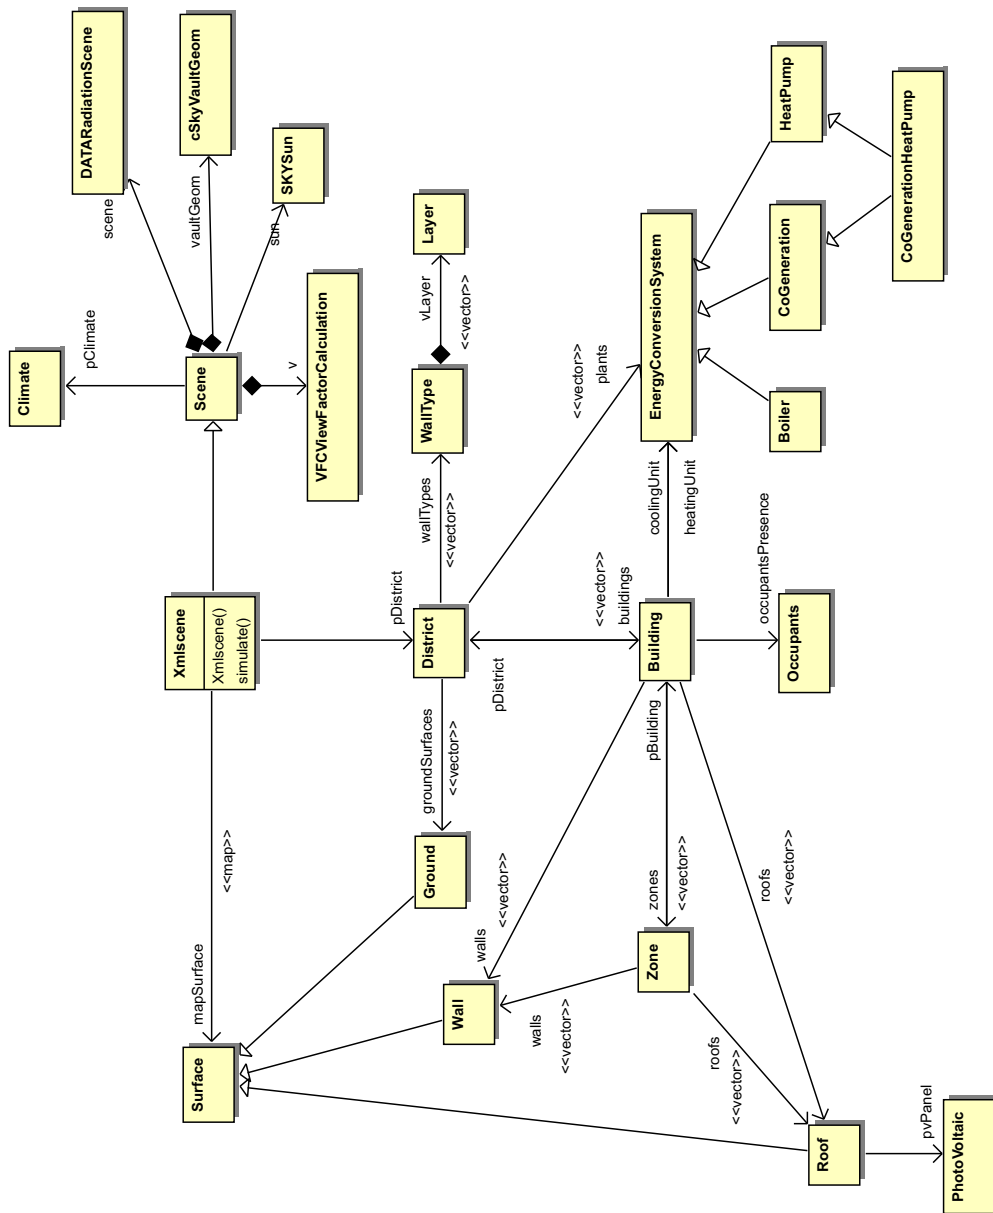 Climate
pClimate
DATARadiationScene
scene
cSkyVaultGeom
vaultGeom
SKYSun
sun
Scene
v
VFCViewFactorCalculation
Xmlscene
Xmlscene()
simulate()
<<map>>
mapSurface
Surface
pDistrict
District
wallTypes
<<vector>>
WallType
vLayer
<<vector>>
Layer
groundSurfaces
<<vector>>
Ground
<<vector>>
plants
EnergyConversionSystem
HeatPump
CoGeneration
CoGenerationHeatPump
Boiler
<<vector>>
buildings
pDistrict
Building
coolingUnit
heatingUnit
occupantsPresence
Occupants
pBuilding
zones
<<vector>>
Zone
walls
<<vector>>
Wall
walls
<<vector>>
roofs
<<vector>>
roofs
<<vector>>
Roof
pvPanel
PhotoVoltaic